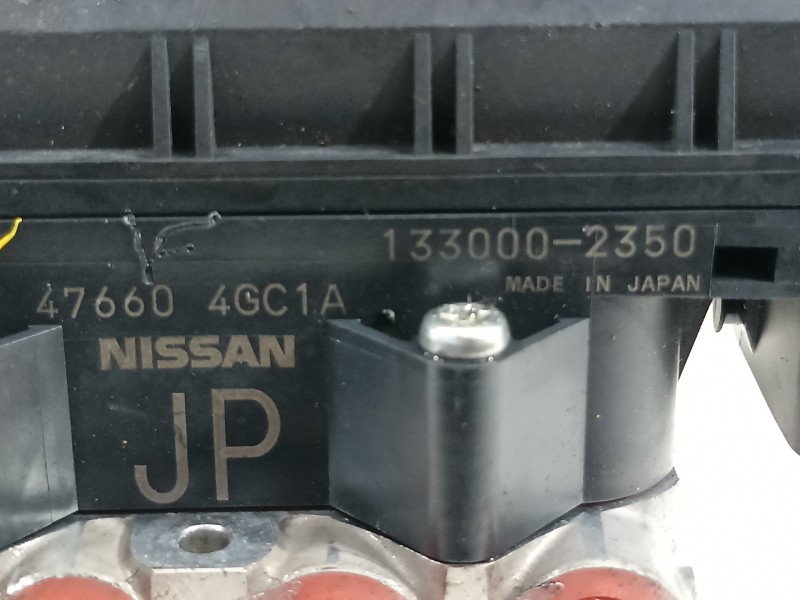 133000-2350
MADE IN JAPAN
47660 4GC1A
NISSAN
JP